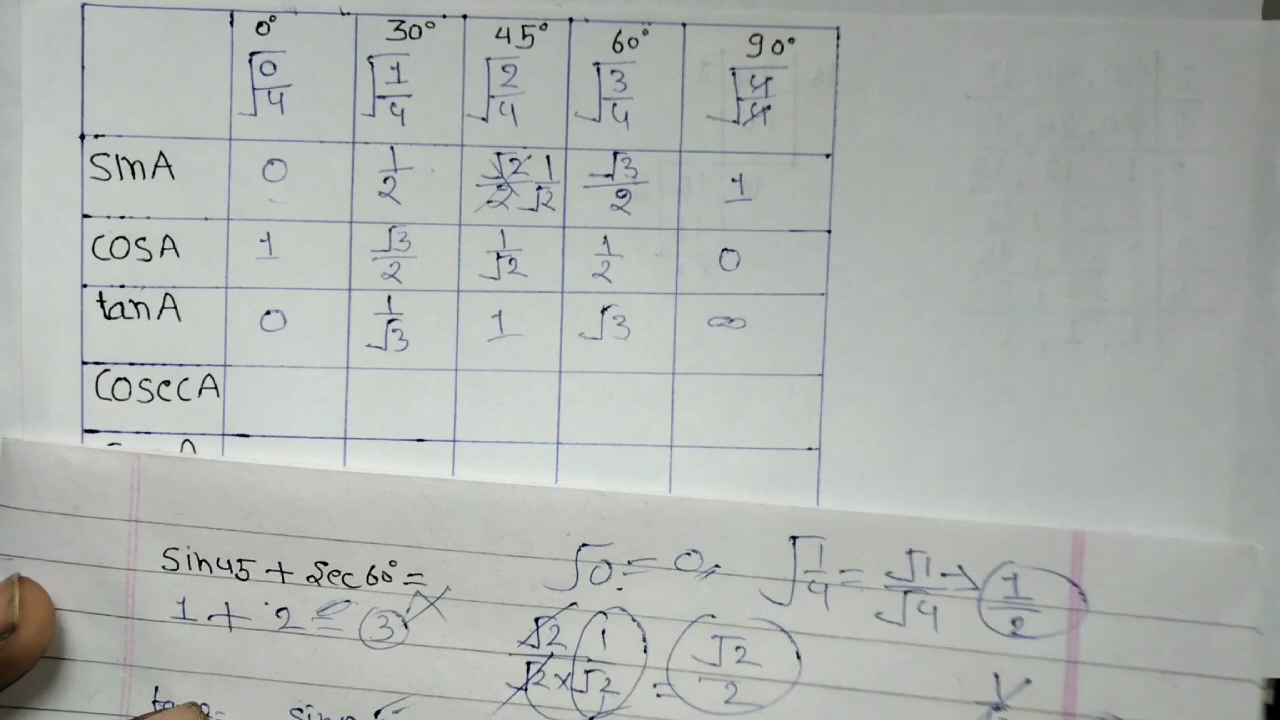 0° 30° 45° 60° 90°
√0/4 √1/4 √2/4 √3/4 √4/4
sinA 0 1/2 √2/2 1/√2 √3/2 1
cosA 1 √3/2 1/√2 1/2 0
tanA 0 1/√3 1 √3 ∞
cosecA
sin45 + sec60° =
1 + 2 = 3
√0 = 0, √1/4 = √1/√4 → 1/2
√2/√2×√2 1 = √2/2